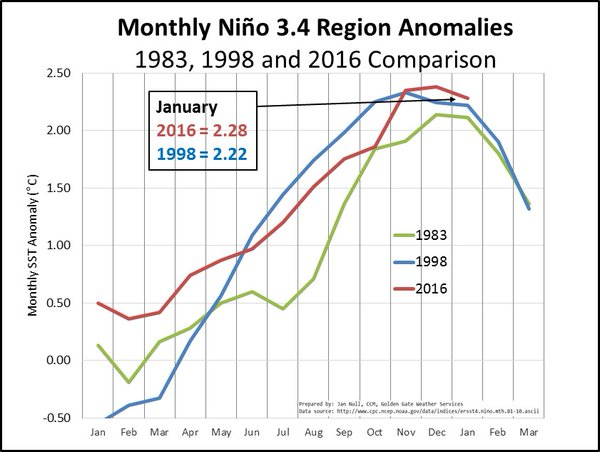 Monthly Niño 3.4 Region Anomalies
1983, 1998 and 2016 Comparison
2.50
2.00
1.50
1.00
0.50
0.00
-0.50
Monthly SST Anomaly (°C)
January
2016 = 2.28
1998 = 2.22
1983
1998
2016
Prepared by: Jan Null, CCM, Golden Gate Weather Services
Data source: http://www.cpc.ncep.noaa.gov/data/indices/ersst4.nino.mth.81-10.ascii
Jan Feb Mar Apr May Jun Jul Aug Sep Oct Nov Dec Jan Feb Mar